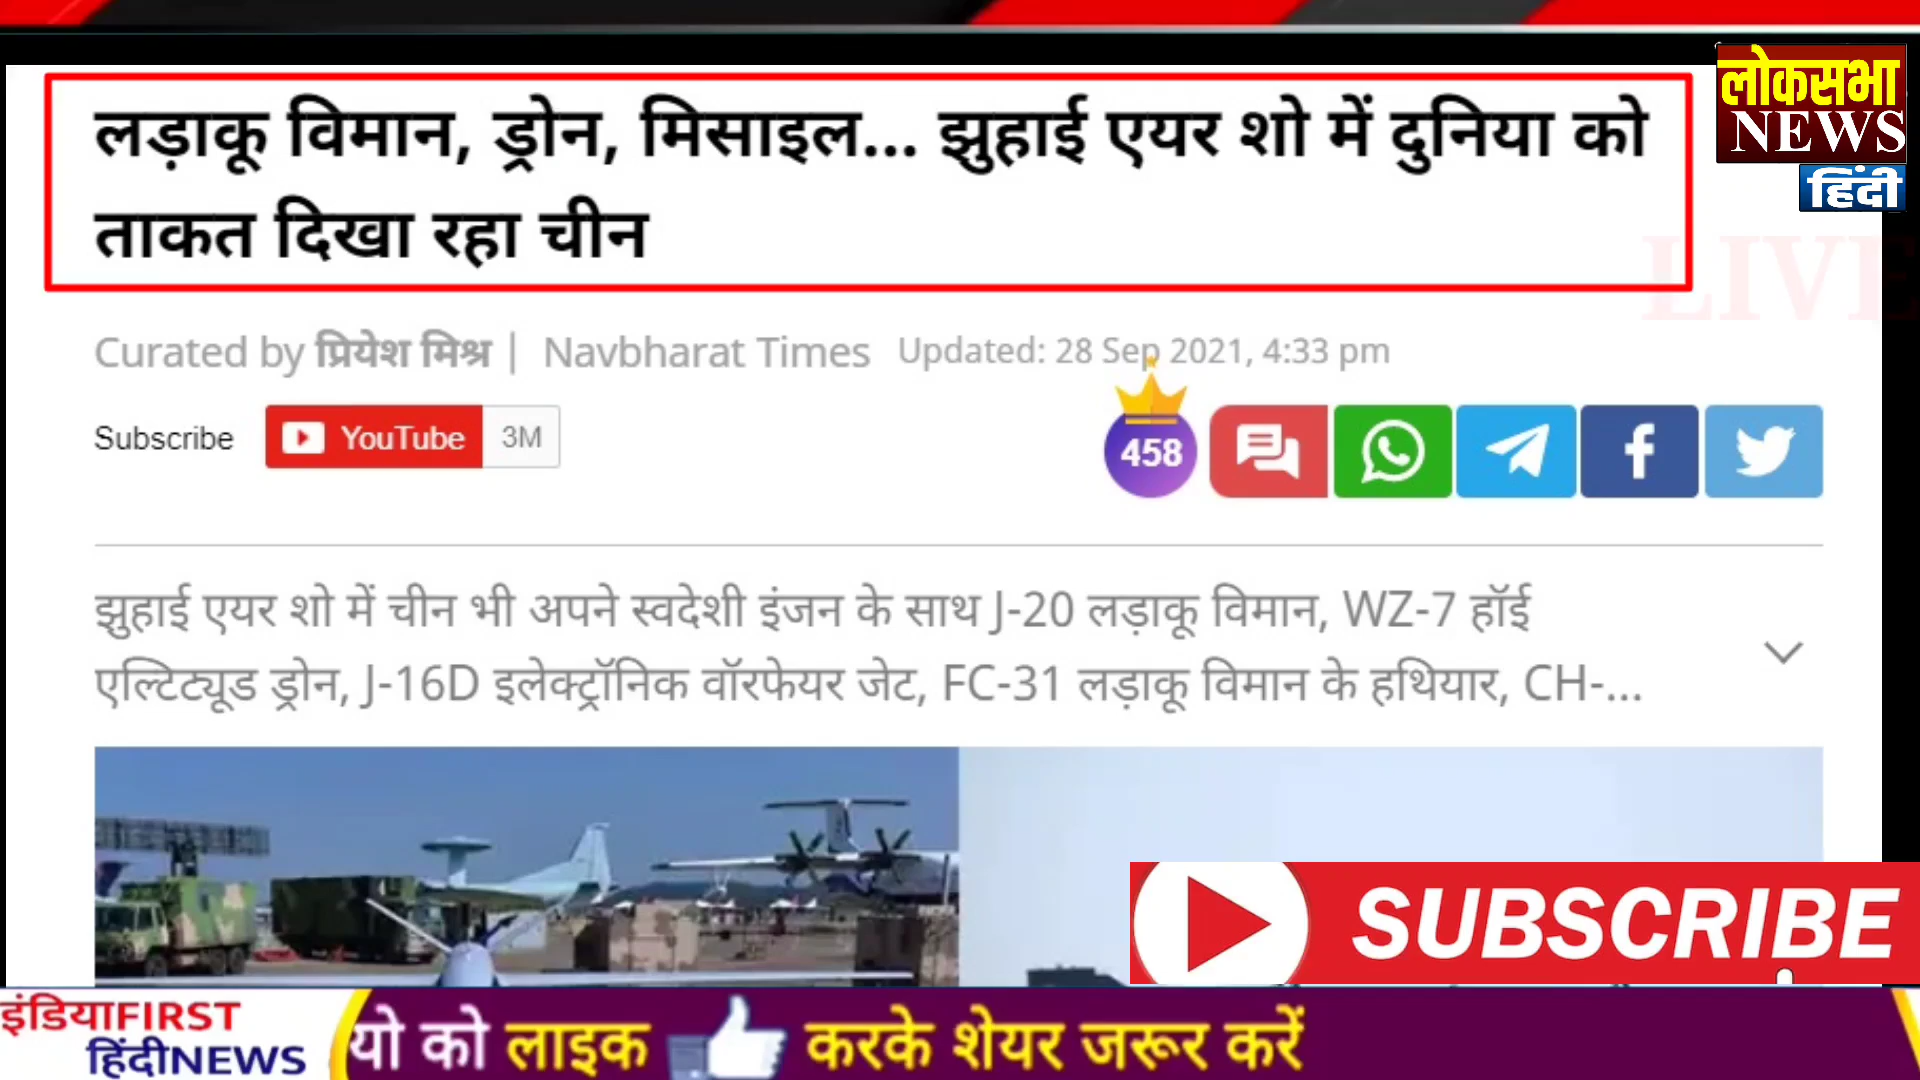 लोकसभा
NEWS
हिंदी
LIVE
लड़ाकू विमान, ड्रोन, मिसाइल... झुहाई एयर शो में दुनिया को
ताकत दिखा रहा चीन
Curated by प्रियेश मिश्र | Navbharat Times Updated: 28 Sep 2021, 4:33 pm
Subscribe YouTube 3M
458
झुहाई एयर शो में चीन भी अपने स्वदेशी इंजन के साथ J-20 लड़ाकू विमान, WZ-7 हॉई
एल्टिट्यूड ड्रोन, J-16D इलेक्ट्रॉनिक वॉरफेयर जेट, FC-31 लड़ाकू विमान के हथियार, CH-...
SUBSCRIBE
इंडियाFIRST
हिंदीNEWS
यो को लाइक करके शेयर जरूर करें